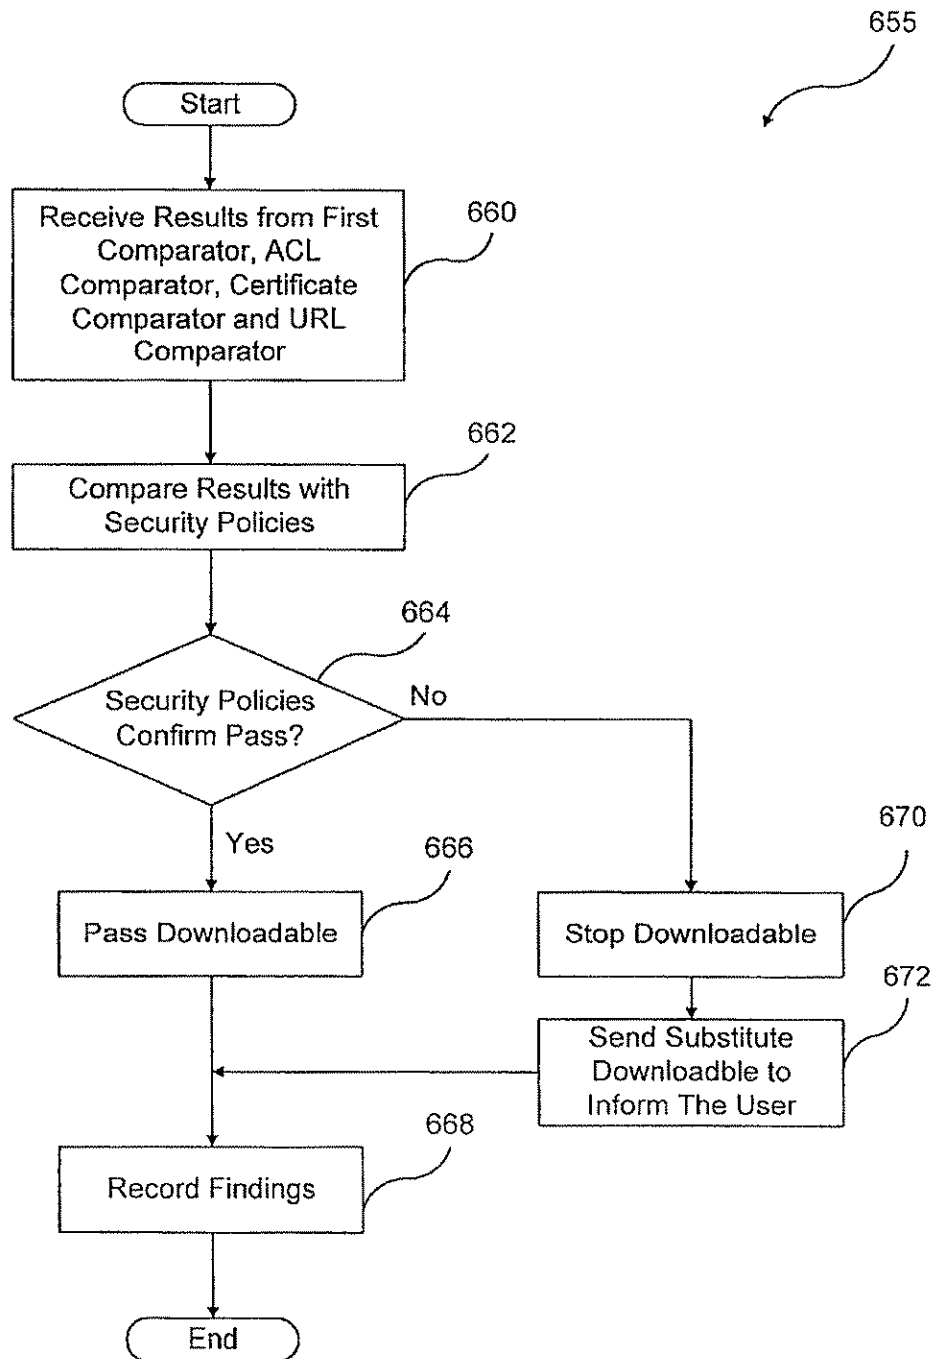 655
Start
660
Receive Results from First
Comparator, ACL
Comparator, Certificate
Comparator and URL
Comparator
662
Compare Results with
Security Policies
664
Security Policies
Confirm Pass?
No
Yes
666
Pass Downloadable
670
Stop Downloadable
672
Send Substitute
Downloadble to
Inform The User
668
Record Findings
End